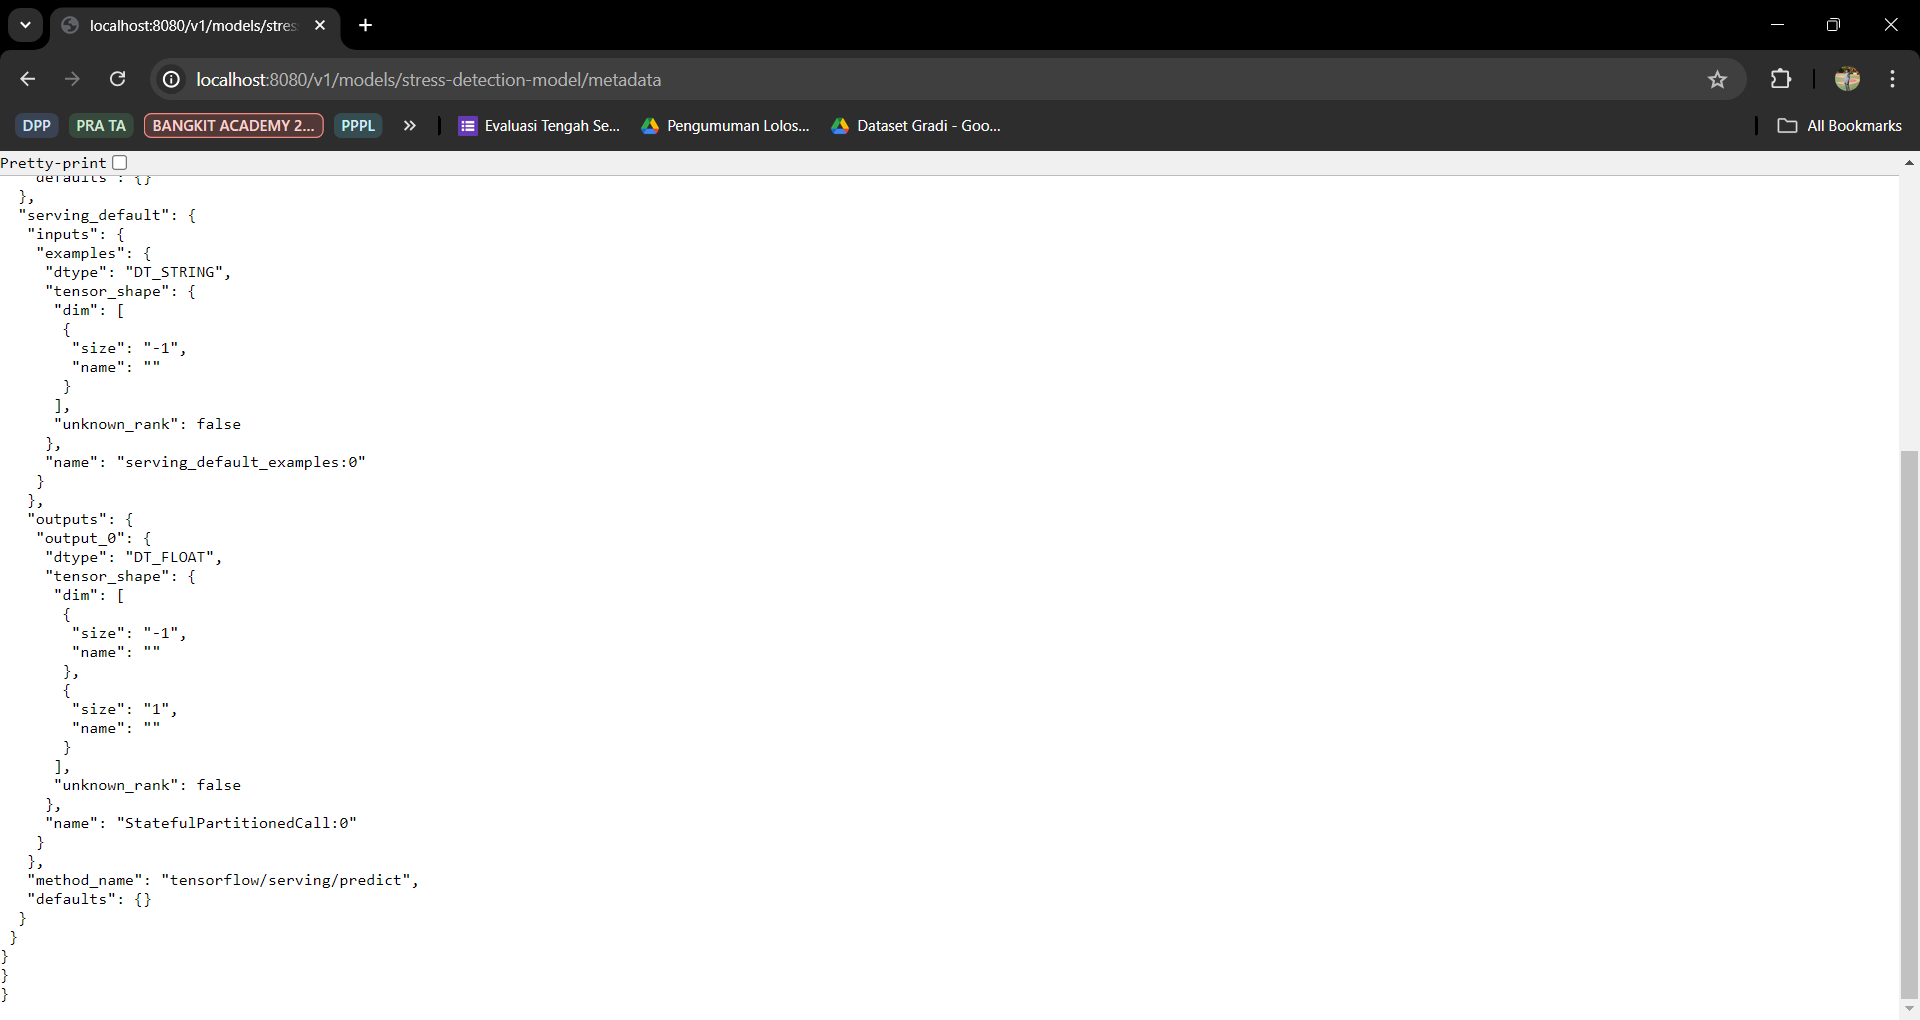 localhost:8080/v1/models/stres
localhost:8080/v1/models/stress-detection-model/metadata
DPP PRA TA BANGKIT ACADEMY 2... PPPL » Evaluasi Tengah Se... Pengumuman Lolos... Dataset Gradi - Goo... All Bookmarks
Pretty-print
"defaults": {}
},
"serving_default": {
"inputs": {
"examples": {
"dtype": "DT_STRING",
"tensor_shape": {
"dim": [
{
"size": "-1",
"name": ""
}
],
"unknown_rank": false
},
"name": "serving_default_examples:0"
}
},
"outputs": {
"output_0": {
"dtype": "DT_FLOAT",
"tensor_shape": {
"dim": [
{
"size": "-1",
"name": ""
},
{
"size": "1",
"name": ""
}
],
"unknown_rank": false
},
"name": "StatefulPartitionedCall:0"
}
},
"method_name": "tensorflow/serving/predict",
"defaults": {}
}
}
}
}
}